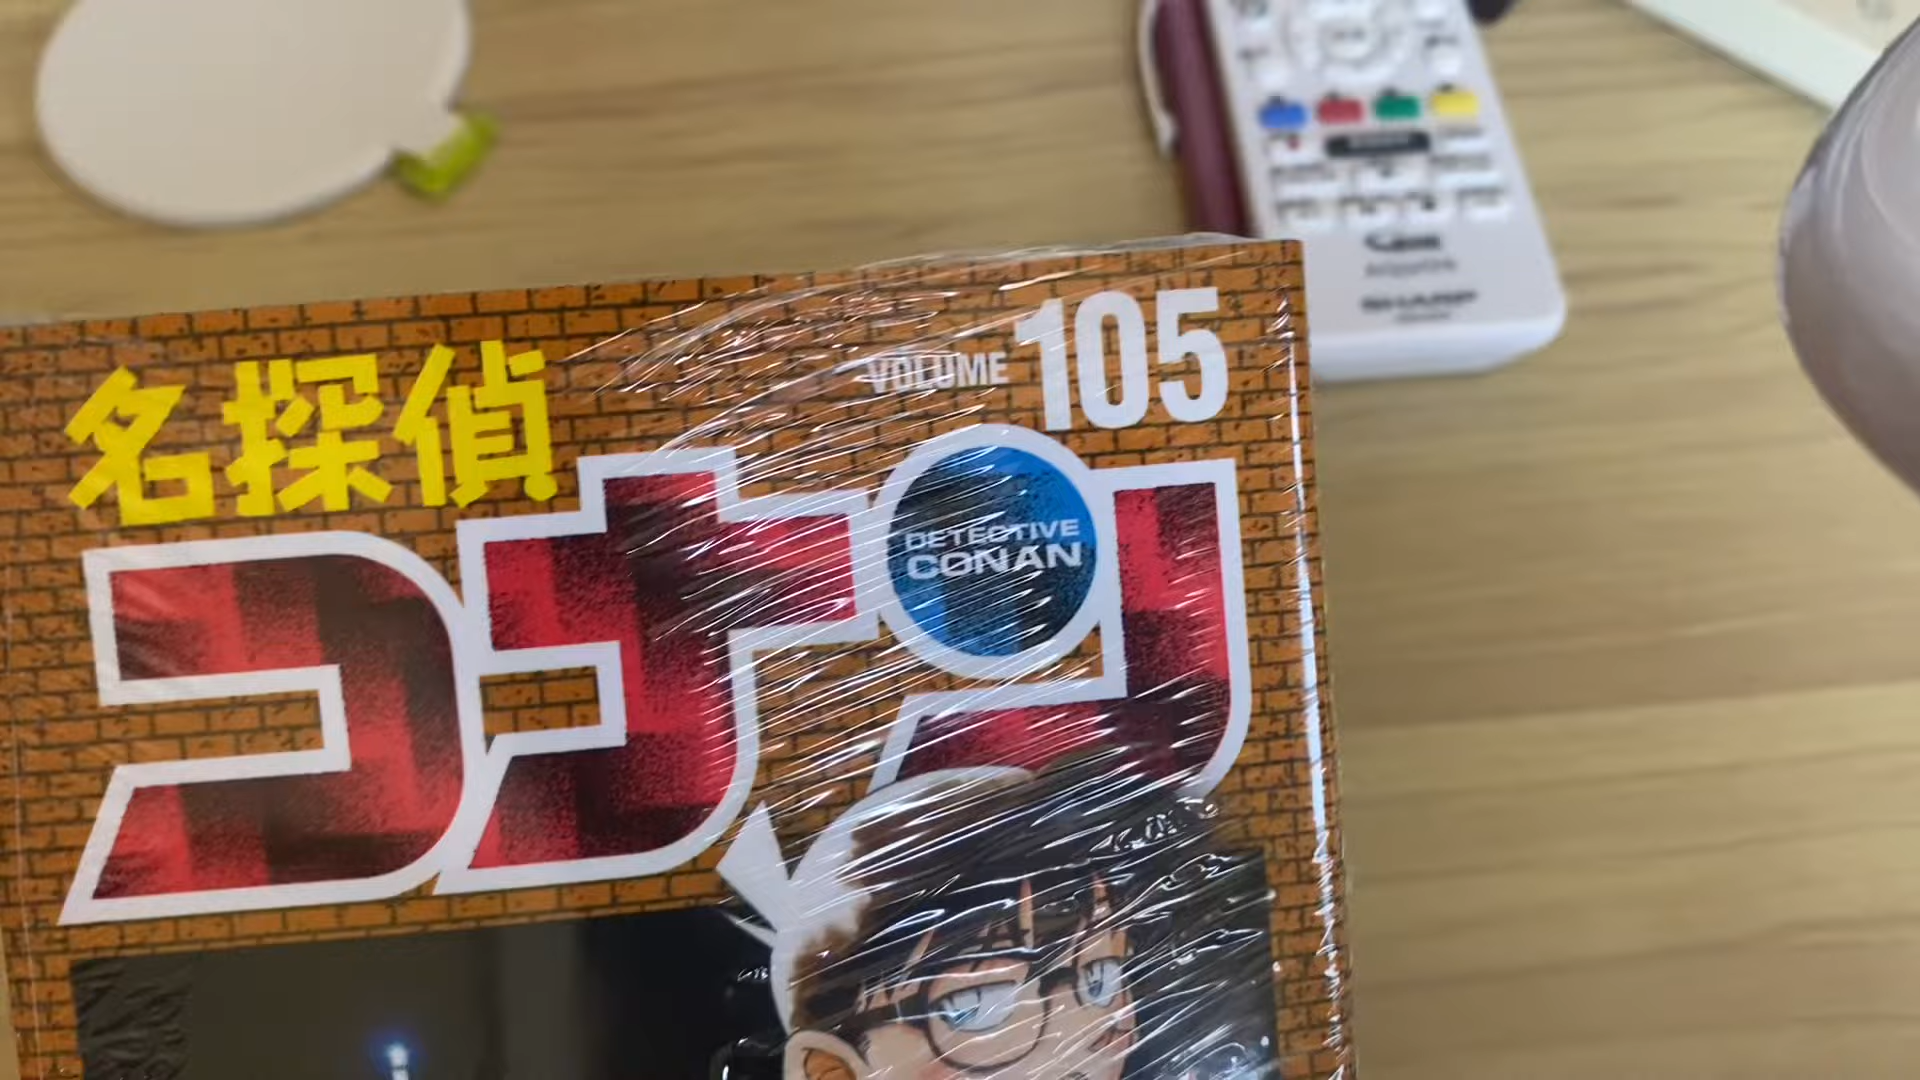 名探偵
VOLUME 105
コナン
DETECTIVE
CONAN
SHARP